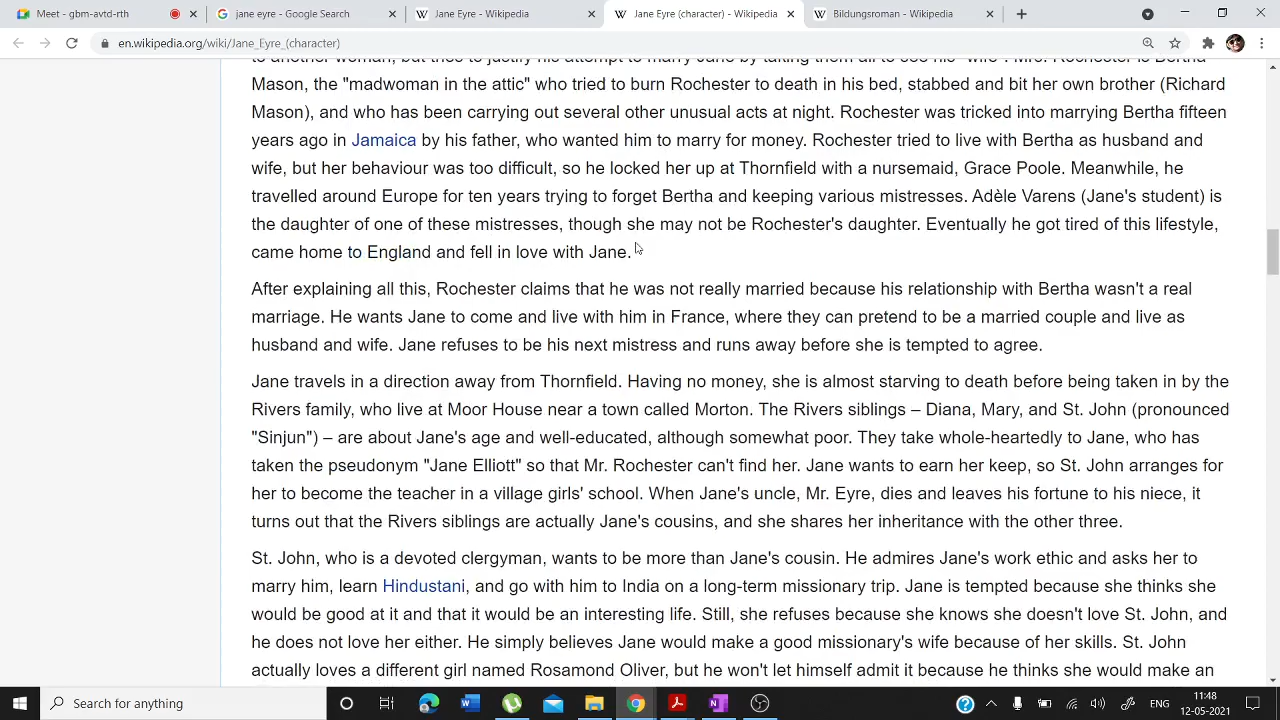 Meet - gbm-avtd-rth
jane eyre - Google Search
Jane Eyre - Wikipedia
Jane Eyre (character) - Wikipedia
Bildungsroman - Wikipedia
en.wikipedia.org/wiki/Jane_Eyre_(character)
to another woman, but tries to justify his attempt to marry Jane by taking them all to see his "wife". Mrs. Rochester is Bertha
Mason, the "madwoman in the attic" who tried to burn Rochester to death in his bed, stabbed and bit her own brother (Richard
Mason), and who has been carrying out several other unusual acts at night. Rochester was tricked into marrying Bertha fifteen
years ago in Jamaica by his father, who wanted him to marry for money. Rochester tried to live with Bertha as husband and
wife, but her behaviour was too difficult, so he locked her up at Thornfield with a nursemaid, Grace Poole. Meanwhile, he
travelled around Europe for ten years trying to forget Bertha and keeping various mistresses. Adèle Varens (Jane's student) is
the daughter of one of these mistresses, though she may not be Rochester's daughter. Eventually he got tired of this lifestyle,
came home to England and fell in love with Jane.
After explaining all this, Rochester claims that he was not really married because his relationship with Bertha wasn't a real
marriage. He wants Jane to come and live with him in France, where they can pretend to be a married couple and live as
husband and wife. Jane refuses to be his next mistress and runs away before she is tempted to agree.
Jane travels in a direction away from Thornfield. Having no money, she is almost starving to death before being taken in by the
Rivers family, who live at Moor House near a town called Morton. The Rivers siblings – Diana, Mary, and St. John (pronounced
"Sinjun") – are about Jane's age and well-educated, although somewhat poor. They take whole-heartedly to Jane, who has
taken the pseudonym "Jane Elliott" so that Mr. Rochester can't find her. Jane wants to earn her keep, so St. John arranges for
her to become the teacher in a village girls' school. When Jane's uncle, Mr. Eyre, dies and leaves his fortune to his niece, it
turns out that the Rivers siblings are actually Jane's cousins, and she shares her inheritance with the other three.
St. John, who is a devoted clergyman, wants to be more than Jane's cousin. He admires Jane's work ethic and asks her to
marry him, learn Hindustani, and go with him to India on a long-term missionary trip. Jane is tempted because she thinks she
would be good at it and that it would be an interesting life. Still, she refuses because she knows she doesn't love St. John, and
he does not love her either. He simply believes Jane would make a good missionary's wife because of her skills. St. John
actually loves a different girl named Rosamond Oliver, but he won't let himself admit it because he thinks she would make an
Search for anything
ENG
11:48
12-05-2021